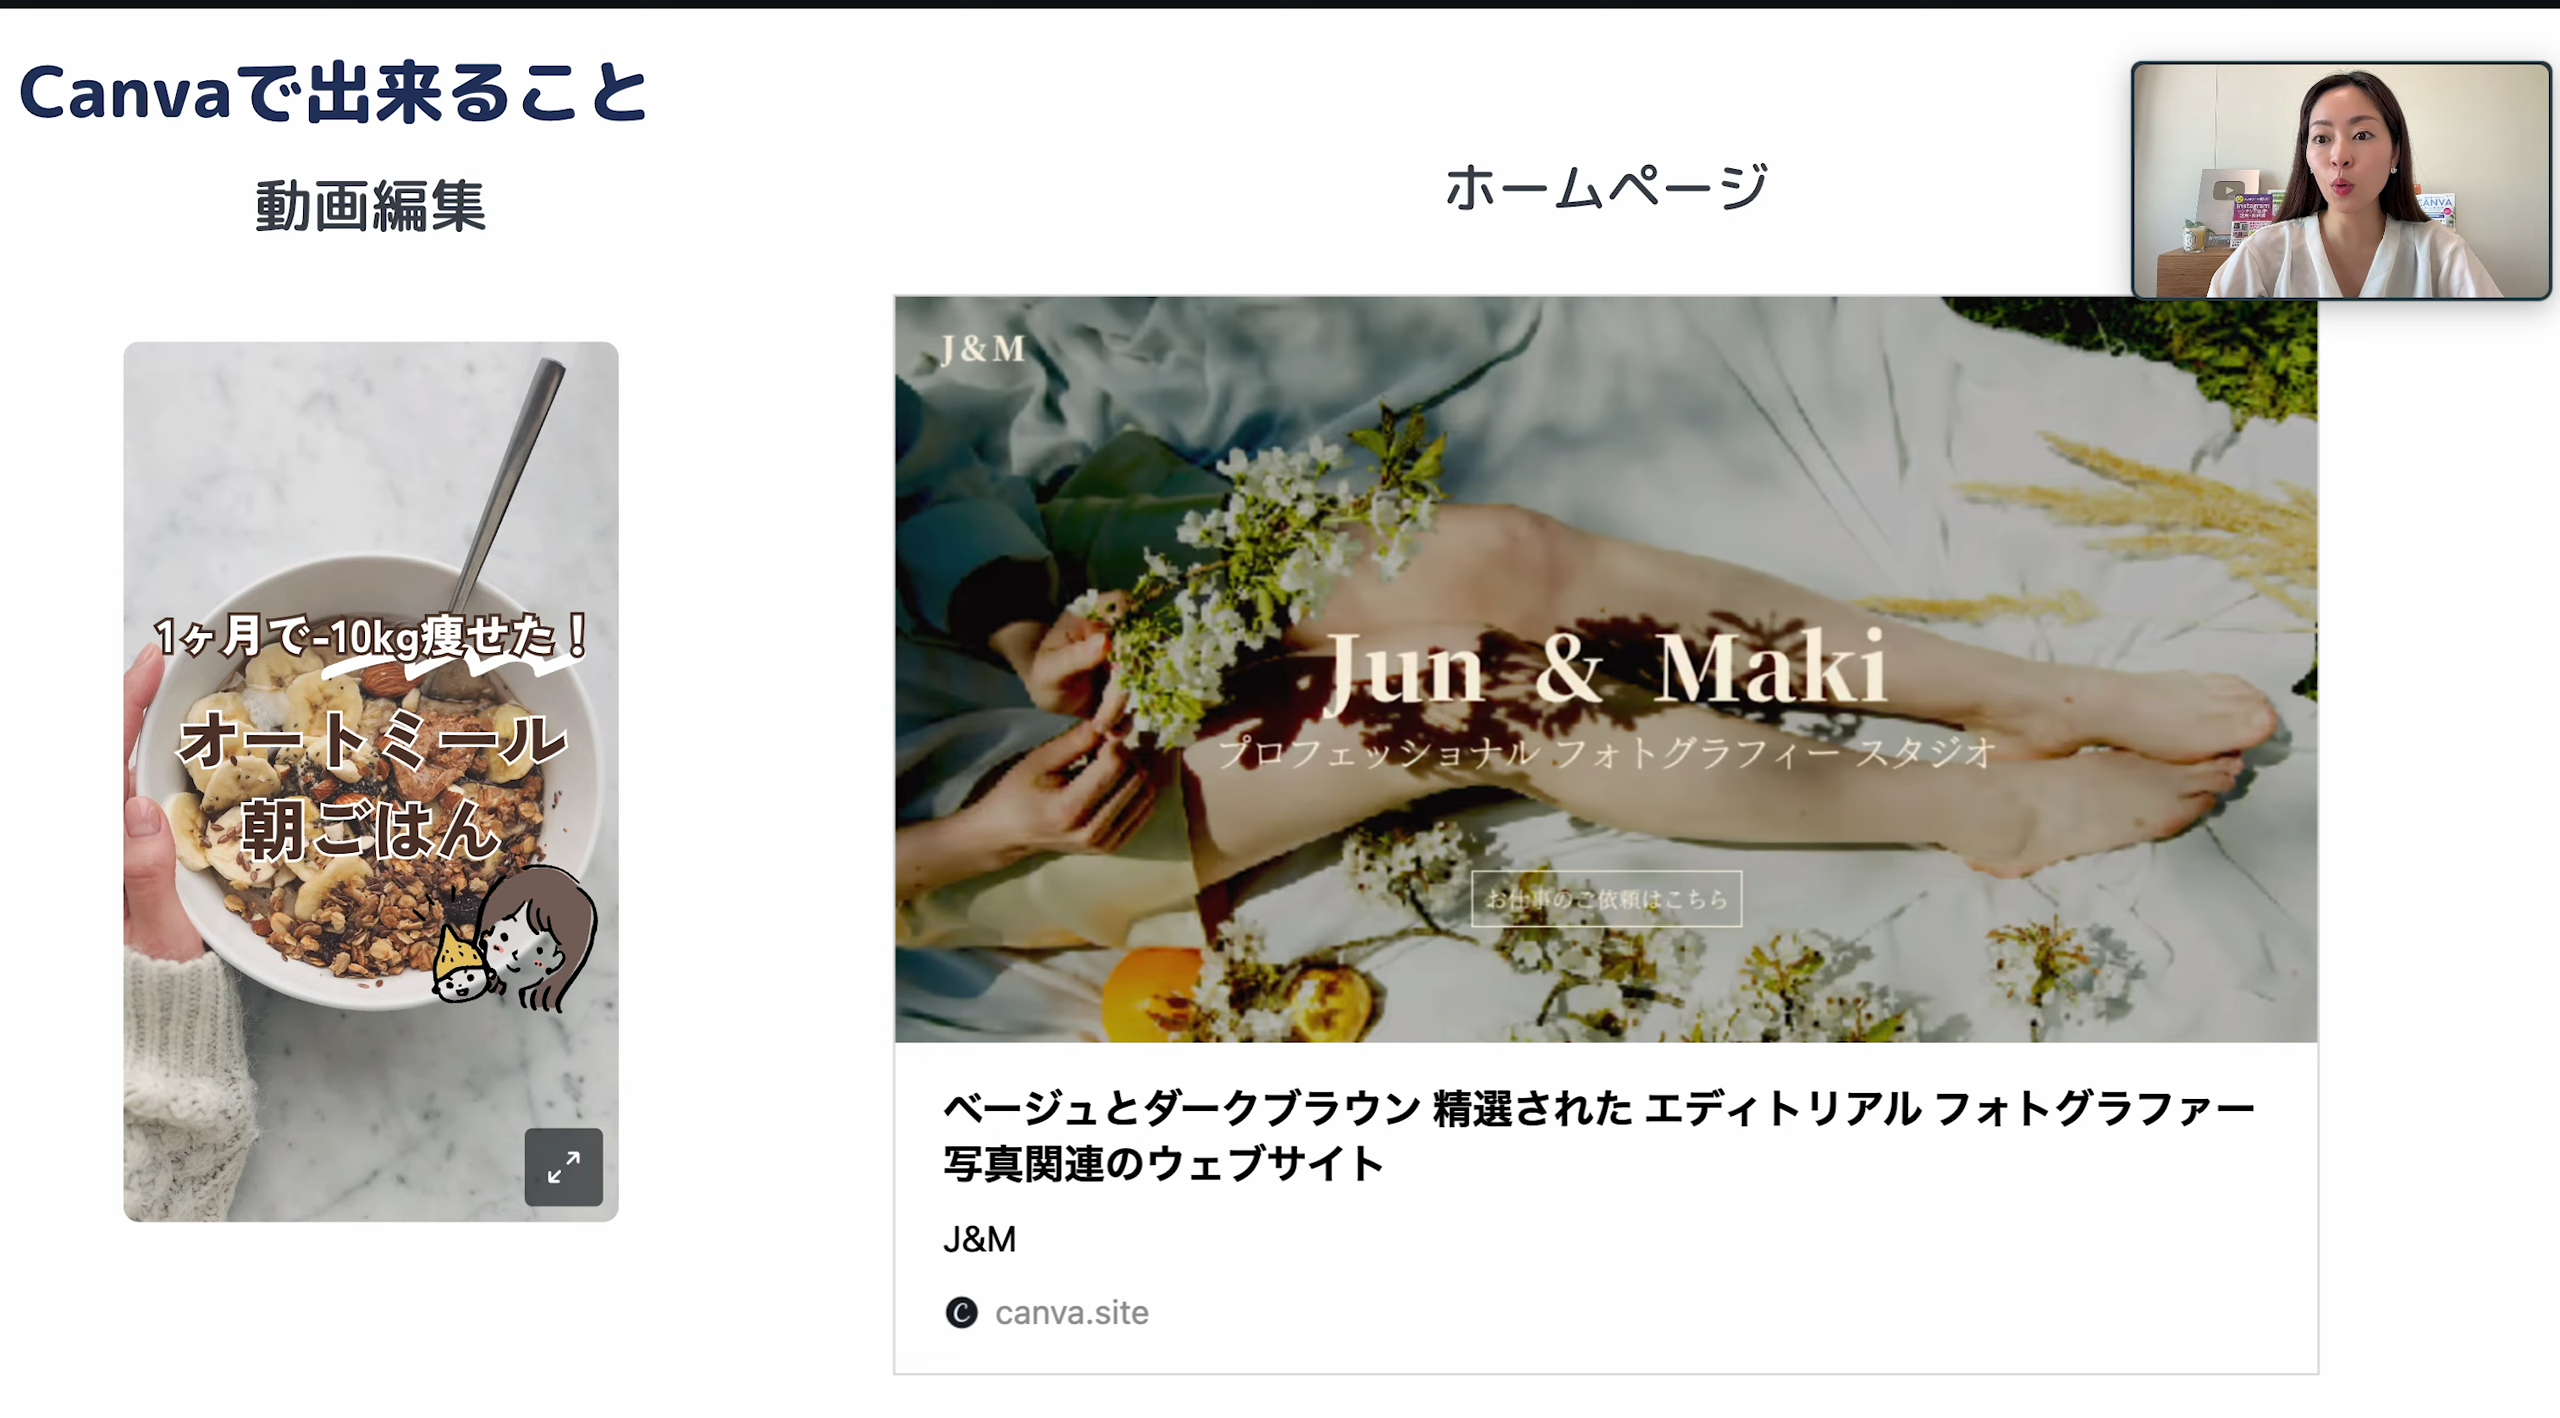 Canvaで出来ること
動画編集
ホームページ
1ヶ月で-10kg痩せた！
オートミール
朝ごはん
J&M
Jun & Maki
プロフェッショナル フォトグラフィー スタジオ
お仕事のご依頼はこちら
ベージュとダークブラウン 精選された エディトリアル フォトグラファー
写真関連のウェブサイト
J&M
canva.site
Instagram
CANVA